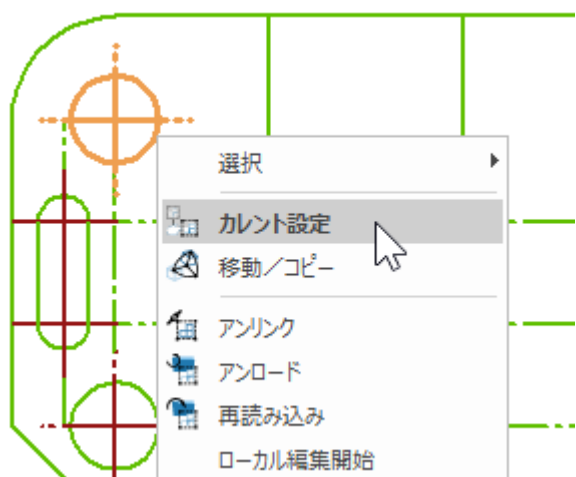 選択
カレント設定
移動／コピー
アンリンク
アンロード
再読み込み
ローカル編集開始